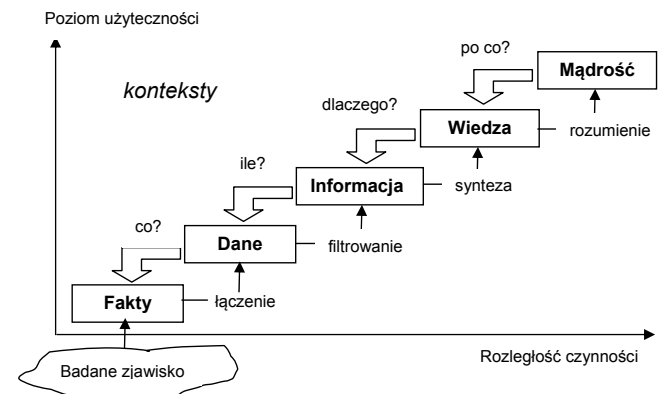 Poziom użyteczności
po co?
Mądrość
konteksty
dlaczego?
Wiedza
rozumienie
ile?
Informacja
synteza
co?
Dane
filtrowanie
Fakty
łączenie
Rozległość czynności
Badane zjawisko